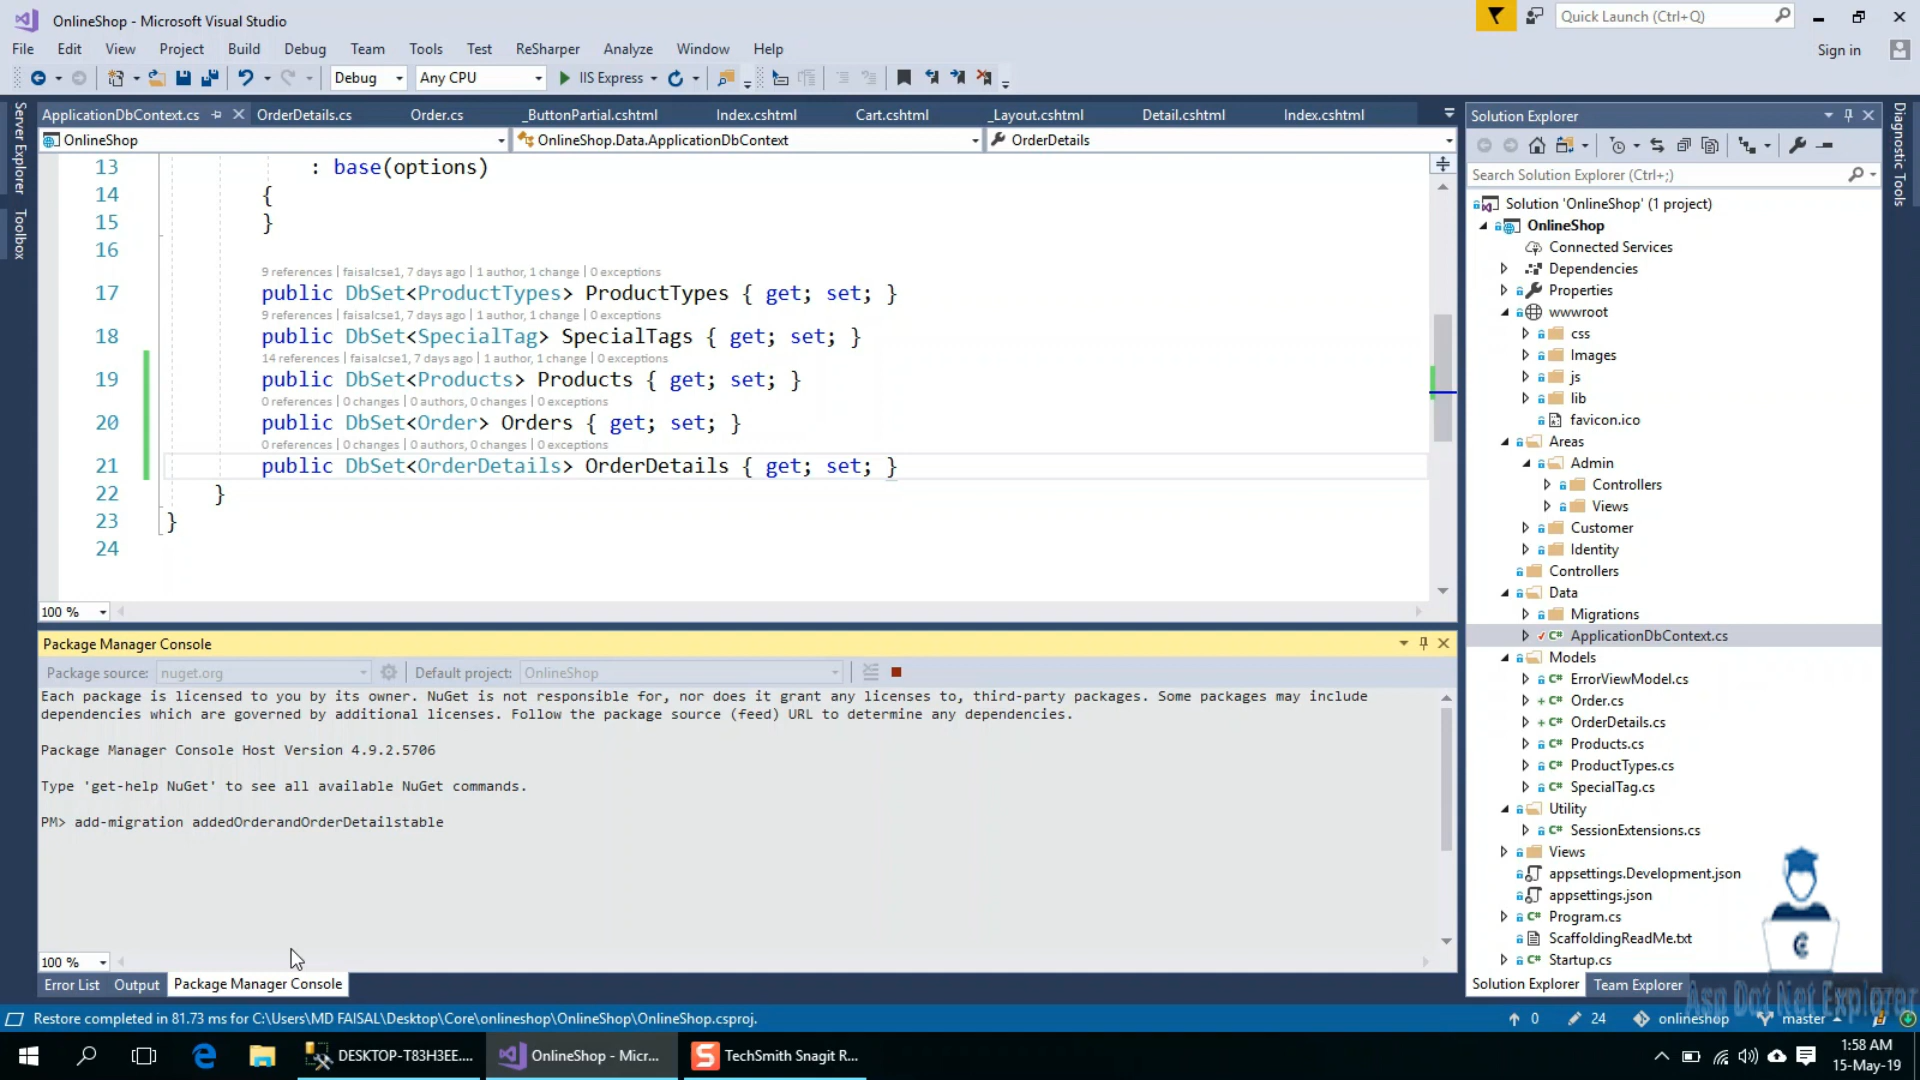 OnlineShop - Microsoft Visual Studio
Quick Launch (Ctrl+Q)
File Edit View Project Build Debug Team Tools Test ReSharper Analyze Window Help
Sign in
Debug Any CPU IIS Express
ApplicationDbContext.cs OrderDetails.cs Order.cs _ButtonPartial.cshtml Index.cshtml Cart.cshtml _Layout.cshtml Detail.cshtml Index.cshtml
OnlineShop OnlineShop.Data.ApplicationDbContext OrderDetails
Server Explorer
Toolbox
13 : base(options)
14 {
15 }
16
9 references | faisalcse1, 7 days ago | 1 author, 1 change | 0 exceptions
17 public DbSet<ProductTypes> ProductTypes { get; set; }
9 references | faisalcse1, 7 days ago | 1 author, 1 change | 0 exceptions
18 public DbSet<SpecialTag> SpecialTags { get; set; }
14 references | faisalcse1, 7 days ago | 1 author, 1 change | 0 exceptions
19 public DbSet<Products> Products { get; set; }
0 references | 0 changes | 0 authors, 0 changes | 0 exceptions
20 public DbSet<Order> Orders { get; set; }
0 references | 0 changes | 0 authors, 0 changes | 0 exceptions
21 public DbSet<OrderDetails> OrderDetails { get; set; }
22 }
23 }
24
100 %
Package Manager Console
Package source: nuget.org Default project: OnlineShop
Each package is licensed to you by its owner. NuGet is not responsible for, nor does it grant any licenses to, third-party packages. Some packages may include
dependencies which are governed by additional licenses. Follow the package source (feed) URL to determine any dependencies.
Package Manager Console Host Version 4.9.2.5706
Type 'get-help NuGet' to see all available NuGet commands.
PM> add-migration addedOrderandOrderDetailstable
100 %
Error List Output Package Manager Console
Solution Explorer
Search Solution Explorer (Ctrl+;)
Solution 'OnlineShop' (1 project)
OnlineShop
Connected Services
Dependencies
Properties
wwwroot
css
Images
js
lib
favicon.ico
Areas
Admin
Controllers
Views
Customer
Identity
Controllers
Data
Migrations
ApplicationDbContext.cs
Models
ErrorViewModel.cs
Order.cs
OrderDetails.cs
Products.cs
ProductTypes.cs
SpecialTag.cs
Utility
SessionExtensions.cs
Views
appsettings.Development.json
appsettings.json
Program.cs
ScaffoldingReadMe.txt
Startup.cs
Solution Explorer Team Explorer
Diagnostic Tools
Asp Dot Net Explorer
Restore completed in 81.73 ms for C:\Users\MD FAISAL\Desktop\Core\onlineshop\OnlineShop\OnlineShop.csproj.
0 24 onlineshop master
DESKTOP-T83H3EE.... OnlineShop - Micr... TechSmith Snagit R...
1:58 AM
15-May-19